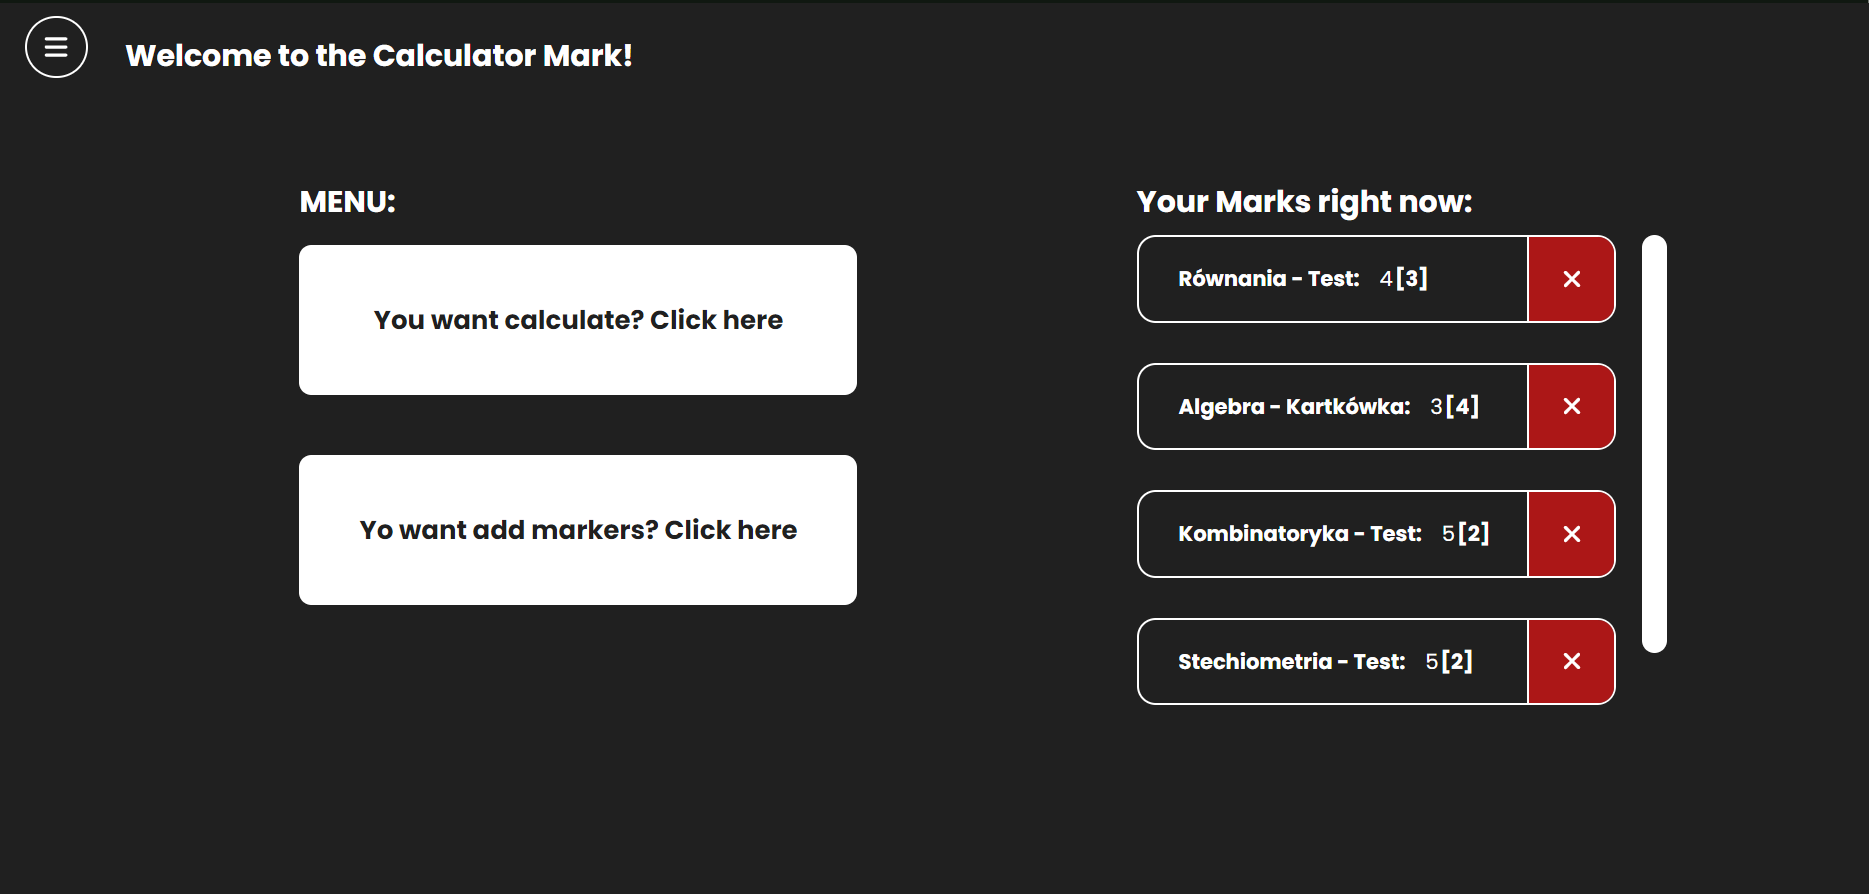 Welcome to the Calculator Mark!
MENU:
You want calculate? Click here
Yo want add markers? Click here
Your Marks right now:
Równania - Test: 4[3]
Algebra - Kartkówka: 3[4]
Kombinatoryka - Test: 5[2]
Stechiometria - Test: 5[2]